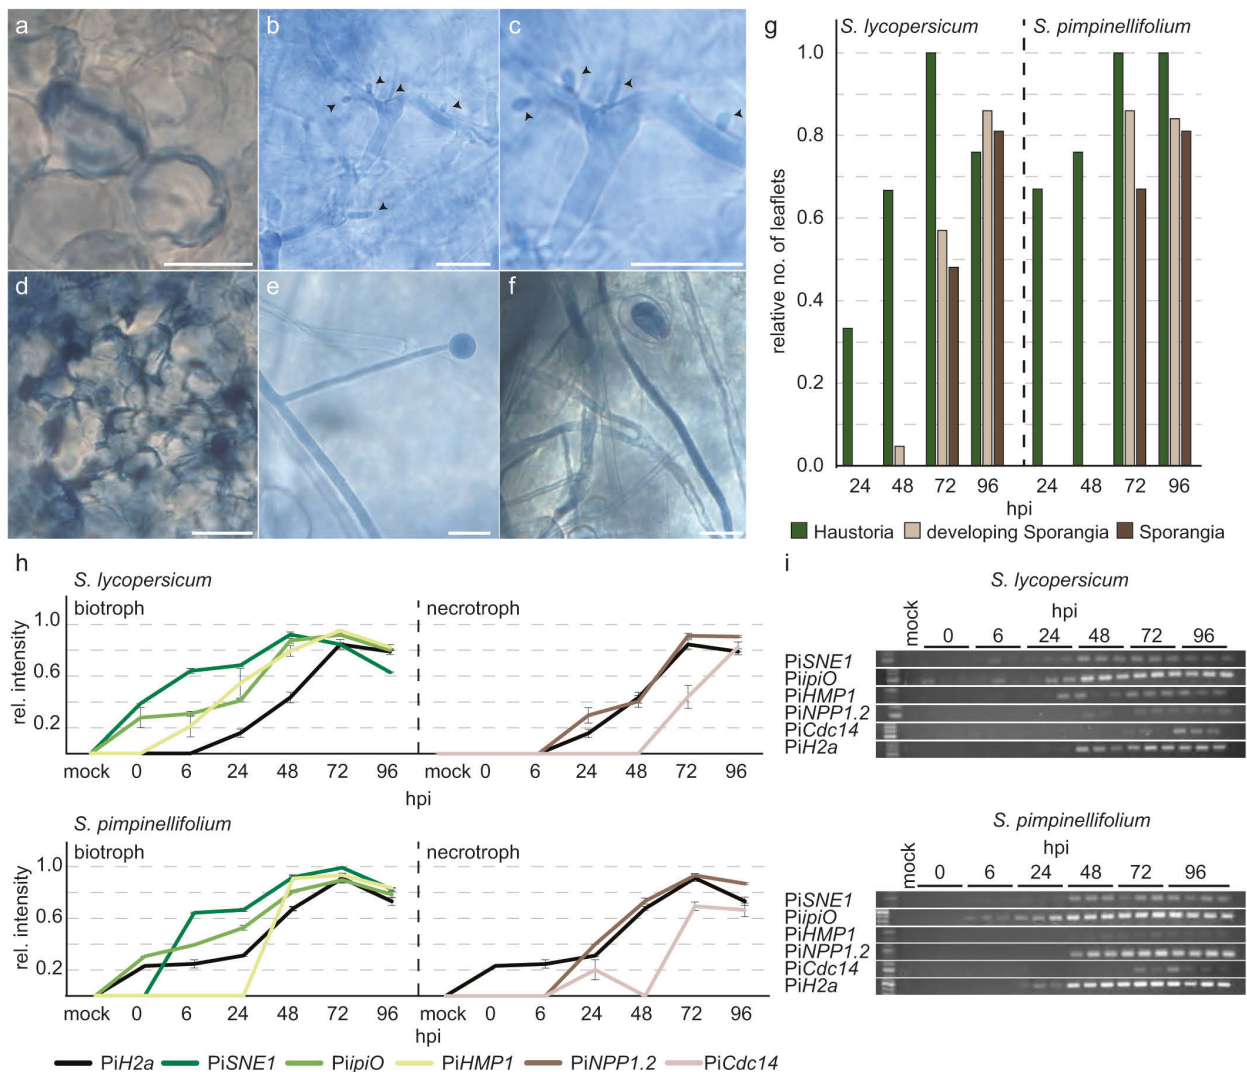 a
b
c
d
e
f
g
S. lycopersicum
S. pimpinellifolium
relative no. of leaflets
1.0
0.8
0.6
0.4
0.2
0.0
24 48 72 96 24 48 72 96
hpi
Haustoria developing Sporangia Sporangia
h
S. lycopersicum
biotroph necrotroph
rel. intensity
1.0
0.6
0.2
mock 0 6 24 48 72 96 mock 0 6 24 48 72 96
hpi
S. pimpinellifolium
biotroph necrotroph
rel. intensity
1.0
0.6
0.2
mock 0 6 24 48 72 96 mock 0 6 24 48 72 96
hpi
PiH2a PiSNE1 PiipiO PiHMP1 PiNPP1.2 PiCdc14
i
S. lycopersicum
hpi
mock 0 6 24 48 72 96
PiSNE1
PiipiO
PiHMP1
PiNPP1.2
PiCdc14
PiH2a
S. pimpinellifolium
hpi
mock 0 6 24 48 72 96
PiSNE1
PiipiO
PiHMP1
PiNPP1.2
PiCdc14
PiH2a